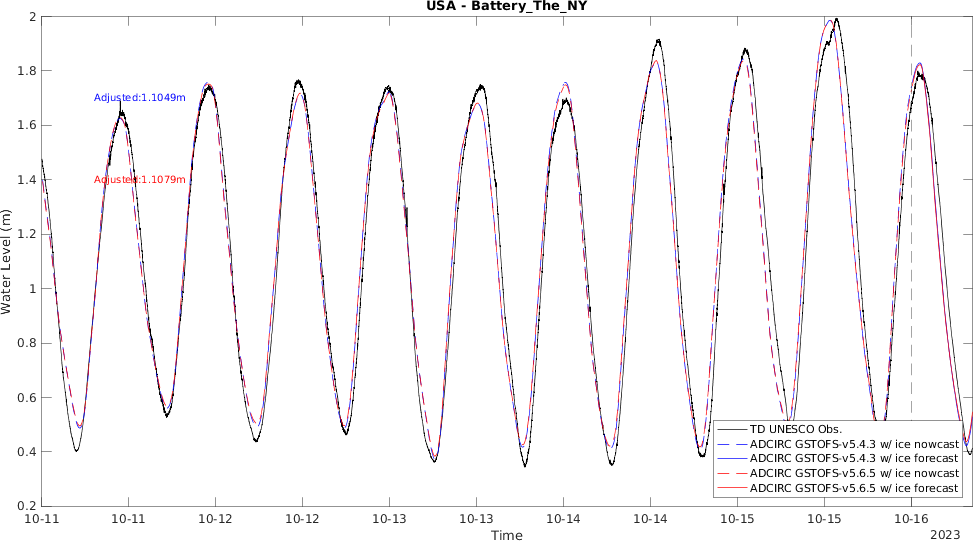 USA - Battery_The_NY
Water Level (m)
2
1.8
1.6
1.4
1.2
1
0.8
0.6
0.4
0.2
Adjusted:1.1049m
Adjusted:1.1079m
TD UNESCO Obs.
ADCIRC GSTOFS-v5.4.3 w/ ice nowcast
ADCIRC GSTOFS-v5.4.3 w/ ice forecast
ADCIRC GSTOFS-v5.6.5 w/ ice nowcast
ADCIRC GSTOFS-v5.6.5 w/ ice forecast
10-11 10-11 10-12 10-12 10-13 10-13 10-14 10-14 10-15 10-15 10-16
Time
2023